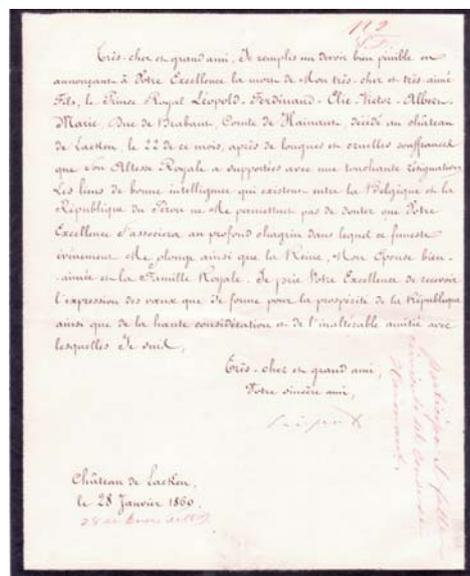 112
Très-cher et grand ami, Je remplis un devoir bien pénible en
annonçant à Votre Excellence la mort de Mon très-cher et très-aimé
Fils, le Prince Royal Léopold-Ferdinand-Elie-Victor-Albert-
Marie, Duc de Brabant, Comte de Hainaut, décédé au château
de Laeken, le 22 de ce mois, après de longues et cruelles souffrances
que Son Altesse Royale a supportées avec une touchante résignation.
Les liens de bonne intelligence qui existent entre la Belgique et la
République du Pérou ne Me permettent pas de douter que Votre
Excellence s'associera au profond chagrin dans lequel ce funeste
événement Me plonge ainsi que la Reine, Mon Epouse bien-
aimée et la Famille Royale. Je prie Votre Excellence de recevoir
l'expression des vœux que Je forme pour la prospérité de la République
ainsi que de la haute considération et de l'inaltérable amitié avec
lesquelles Je suis,
Très-cher et grand ami,
Votre sincère ami,
Léopold
Château de Laeken,
le 28 Janvier 1869.
28 de Enero de